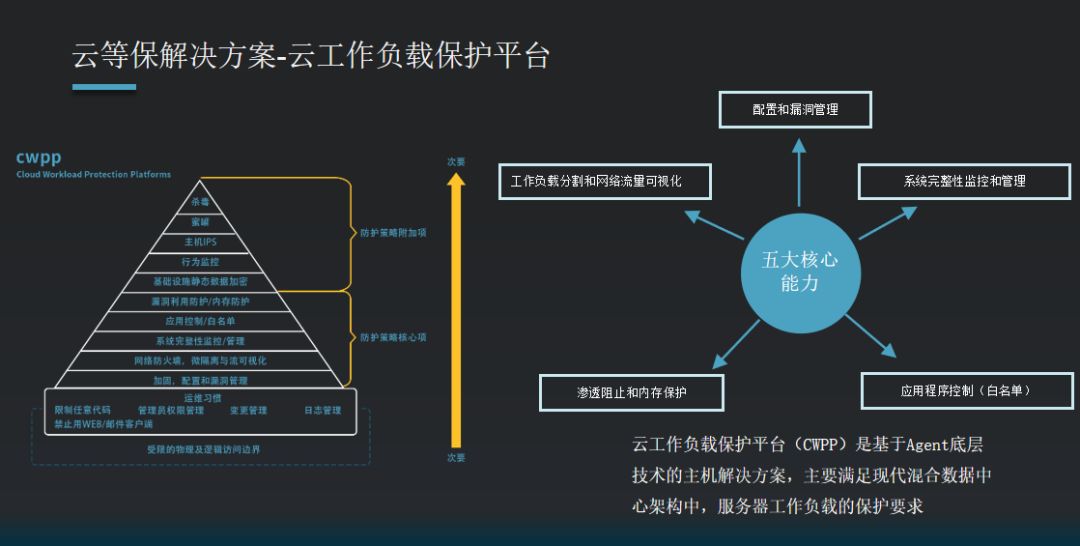 云等保解决方案-云工作负载保护平台
cwpp
Cloud Workload Protection Platforms
杀毒
蜜罐
主机IPS
行为监控
基础设施静态数据加密
漏洞利用防护/内存防护
应用控制/白名单
系统完整性监控/管理
网络防火墙，微隔离与流可视化
加固，配置和漏洞管理
运维习惯
限制任意代码 管理员权限管理 变更管理 日志管理
禁止用WEB/邮件客户端
受限的物理及逻辑访问边界
防护策略附加项
防护策略核心项
次要
次要
配置和漏洞管理
工作负载分割和网络流量可视化
系统完整性监控和管理
五大核心
能力
渗透阻止和内存保护
应用程序控制（白名单）
云工作负载保护平台（CWPP）是基于Agent底层
技术的主机解决方案，主要满足现代混合数据中
心架构中，服务器工作负载的保护要求